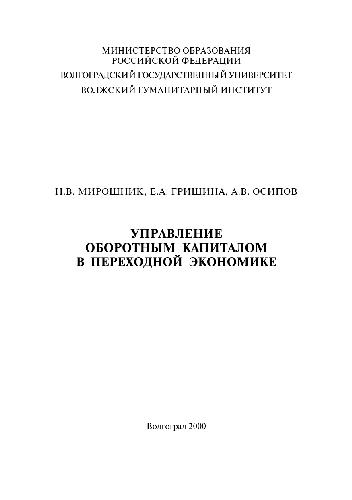 МИНИСТЕРСТВО ОБРАЗОВАНИЯ
РОССИЙСКОЙ ФЕДЕРАЦИИ
ВОЛГОГРАДСКИЙ ГОСУДАРСТВЕННЫЙ УНИВЕРСИТЕТ
ВОЛЖСКИЙ ГУМАНИТАРНЫЙ ИНСТИТУТ
Н.В. МИРОШНИК, Е.А. ГРИШИНА, А.В. ОСИПОВ
УПРАВЛЕНИЕ
ОБОРОТНЫМ КАПИТАЛОМ
В ПЕРЕХОДНОЙ ЭКОНОМИКЕ
Волгоград 2000